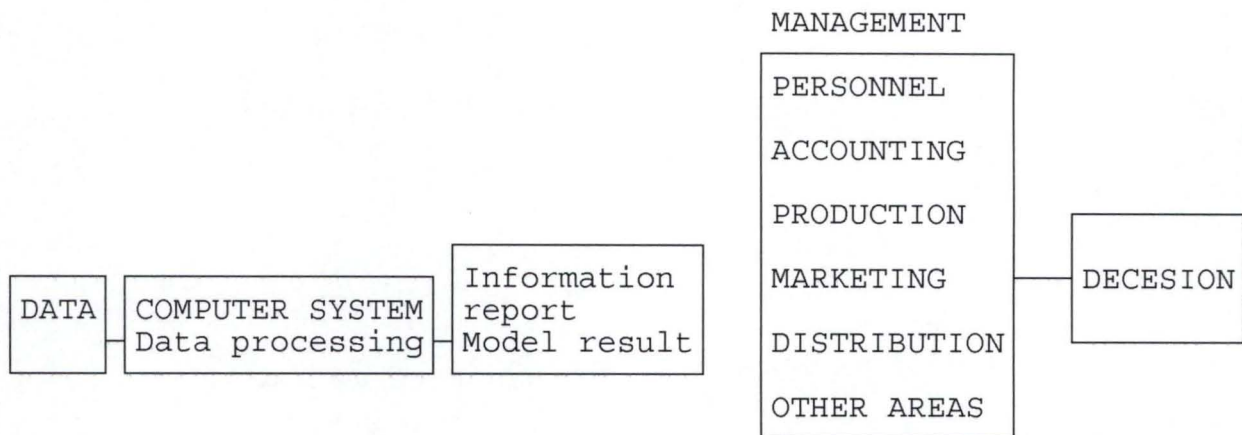 MANAGEMENT
PERSONNEL
ACCOUNTING
PRODUCTION
MARKETING
DISTRIBUTION
OTHER AREAS
DATA
COMPUTER SYSTEM
Data processing
Information
report
Model result
DECESION